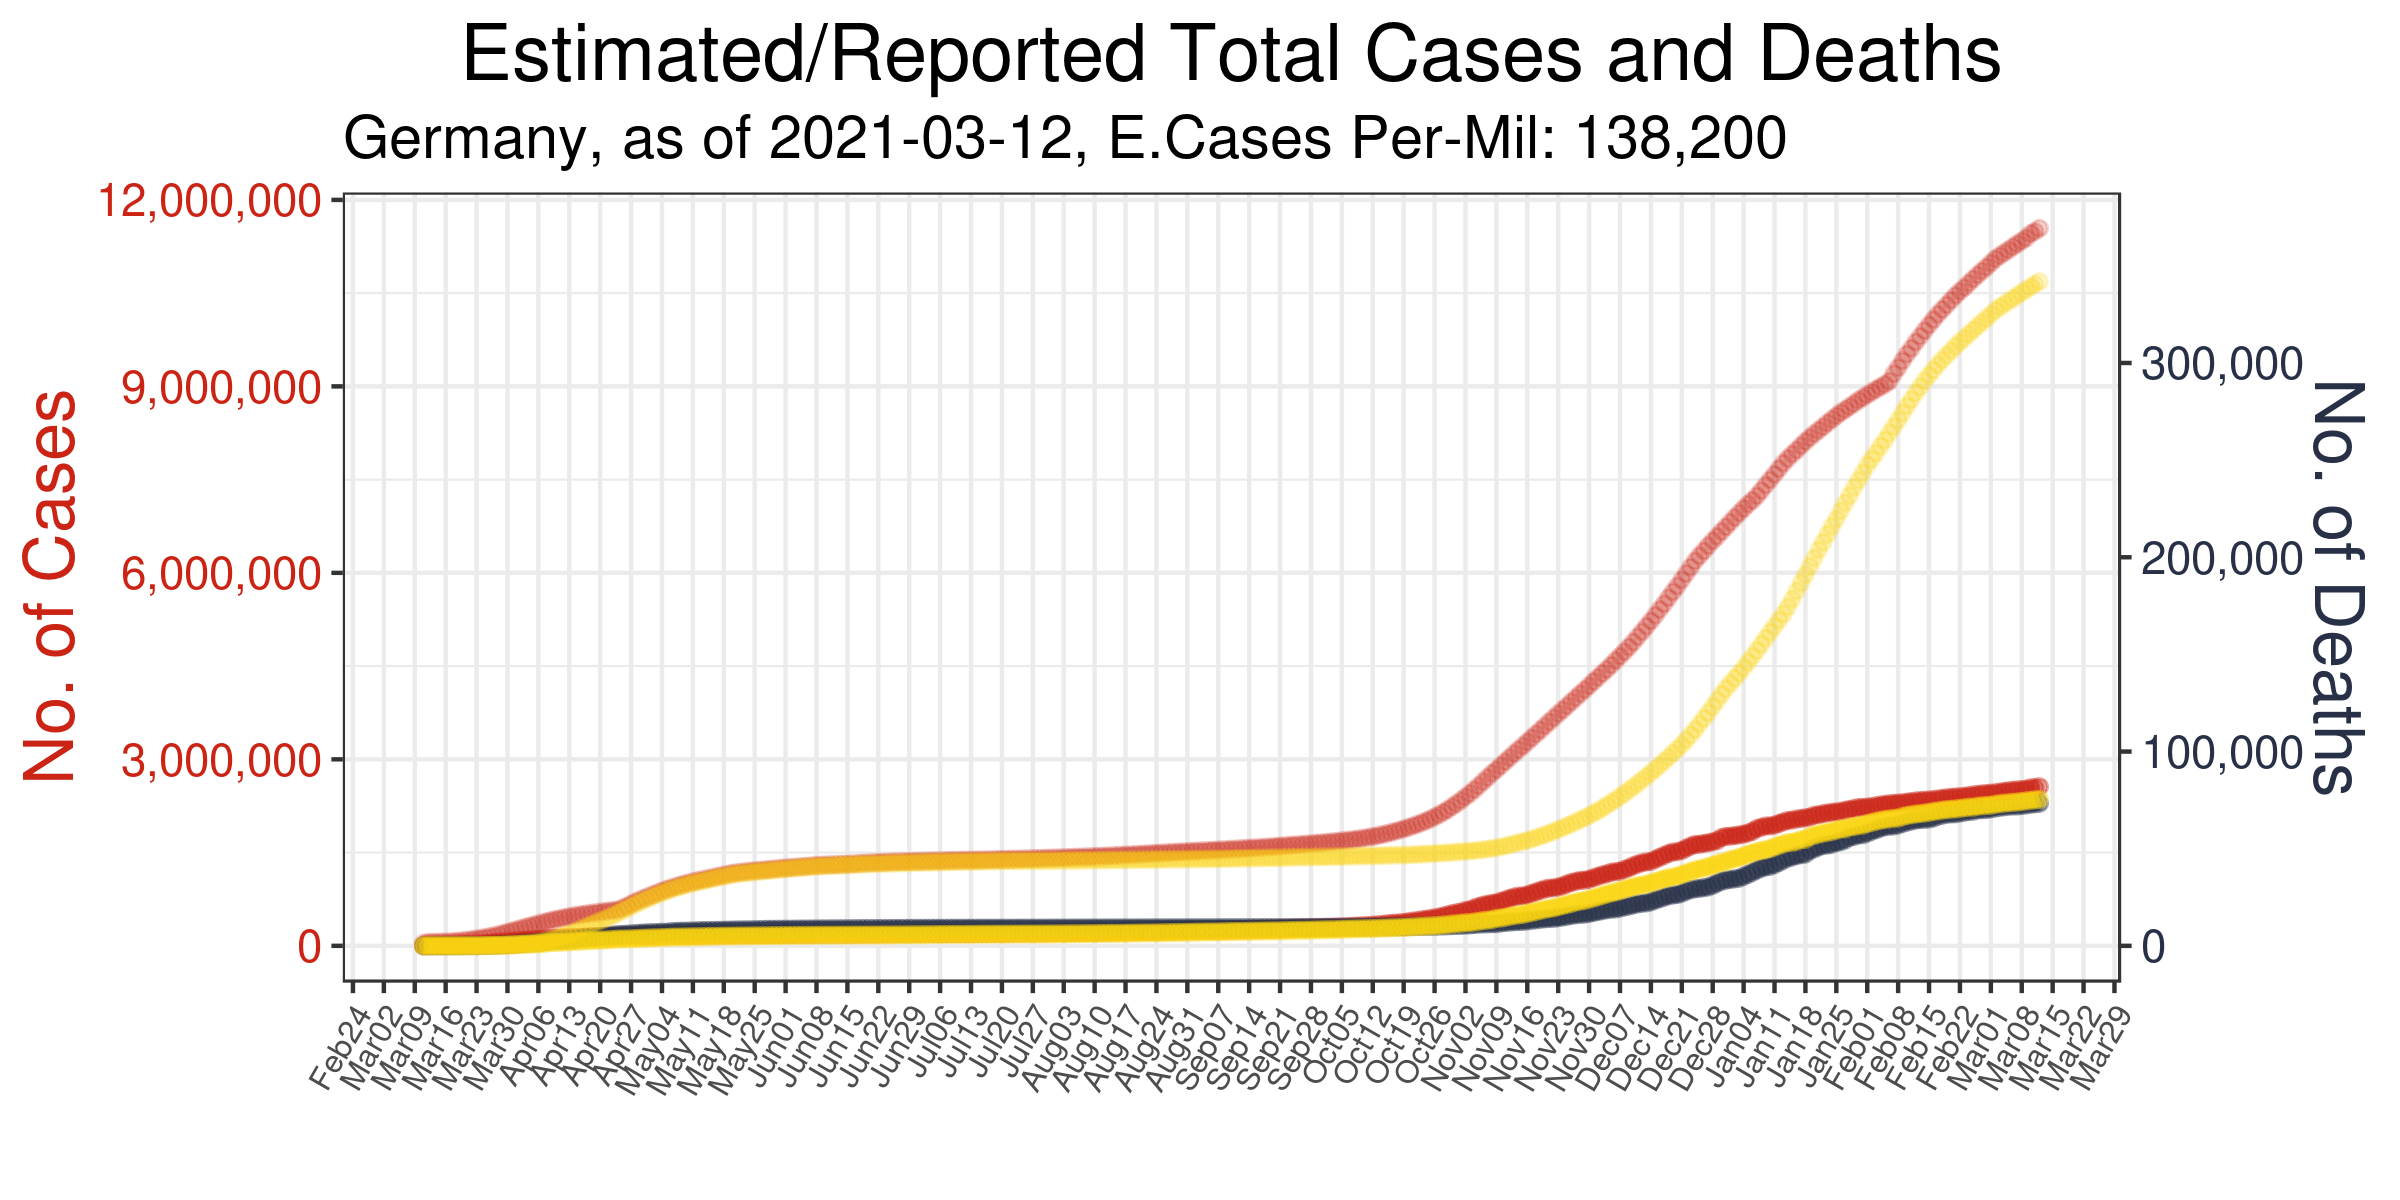 Estimated/Reported Total Cases and Deaths
Germany, as of 2021-03-12, E.Cases Per-Mil: 138,200
No. of Cases
12,000,000
9,000,000
6,000,000
3,000,000
0
300,000
200,000
100,000
0
No. of Deaths
Feb24
Mar02
Mar09
Mar16
Mar23
Mar30
Apr06
Apr13
Apr20
Apr27
May04
May11
May18
May25
Jun01
Jun08
Jun15
Jun22
Jun29
Jul06
Jul13
Jul20
Jul27
Aug03
Aug10
Aug17
Aug24
Aug31
Sep07
Sep14
Sep21
Sep28
Oct05
Oct12
Oct19
Oct26
Nov02
Nov09
Nov16
Nov23
Nov30
Dec07
Dec14
Dec21
Dec28
Jan04
Jan11
Jan18
Jan25
Feb01
Feb08
Feb15
Feb22
Mar01
Mar08
Mar15
Mar22
Mar29